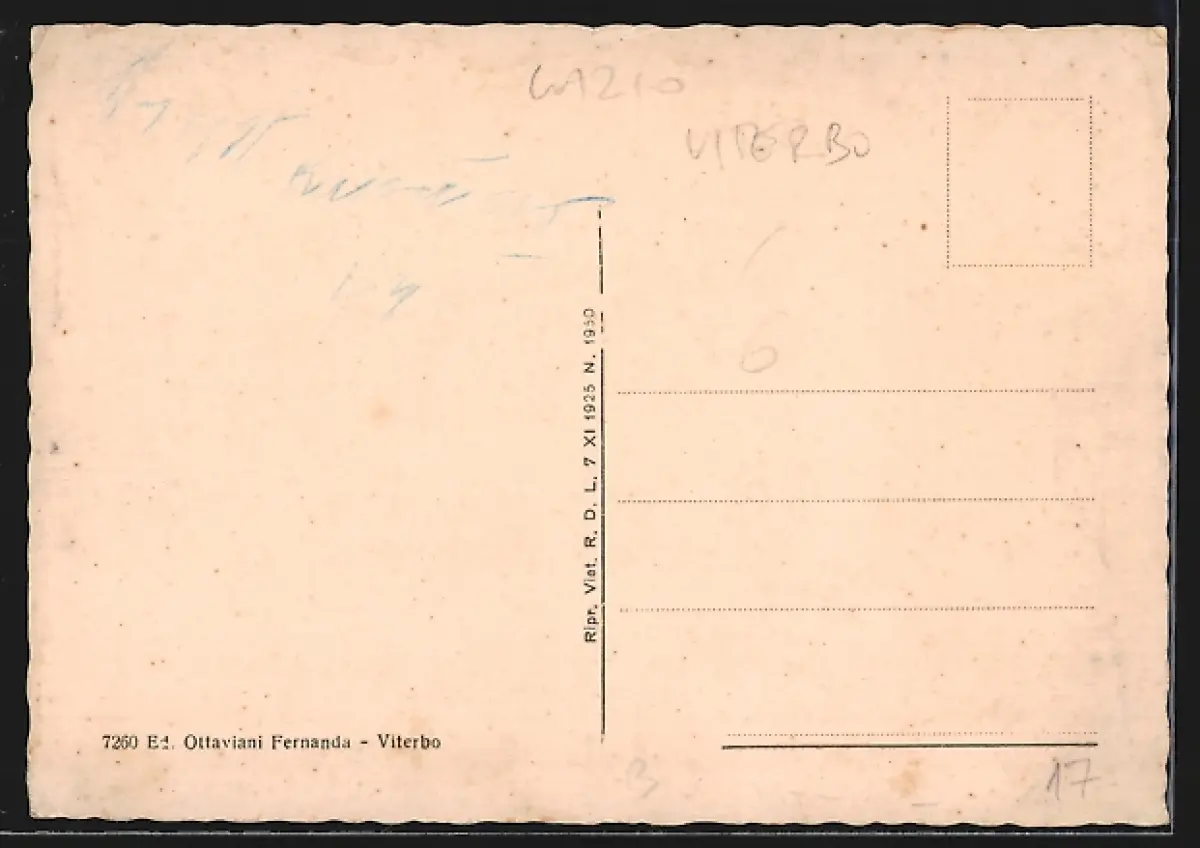 LAZIO
VITERBO
6
Ripr. Viet. R. D. L. 7 XI 1925 N. 1950
7260 Ed. Ottaviani Fernanda - Viterbo
3
17